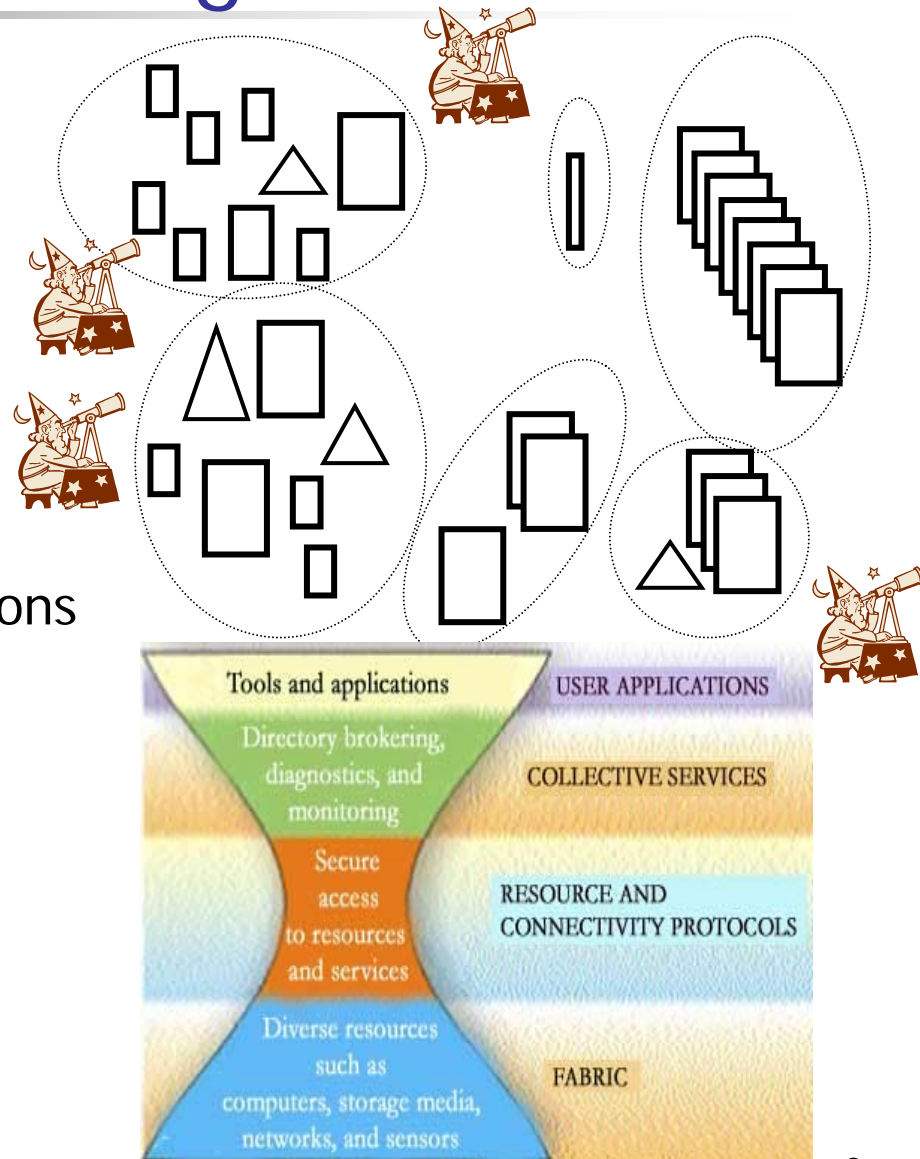 ons
Tools and applications
USER APPLICATIONS
Directory brokering,
diagnostics, and
monitoring
COLLECTIVE SERVICES
Secure
access
to resources
and services
RESOURCE AND
CONNECTIVITY PROTOCOLS
Diverse resources
such as
computers, storage media,
networks, and sensors
FABRIC